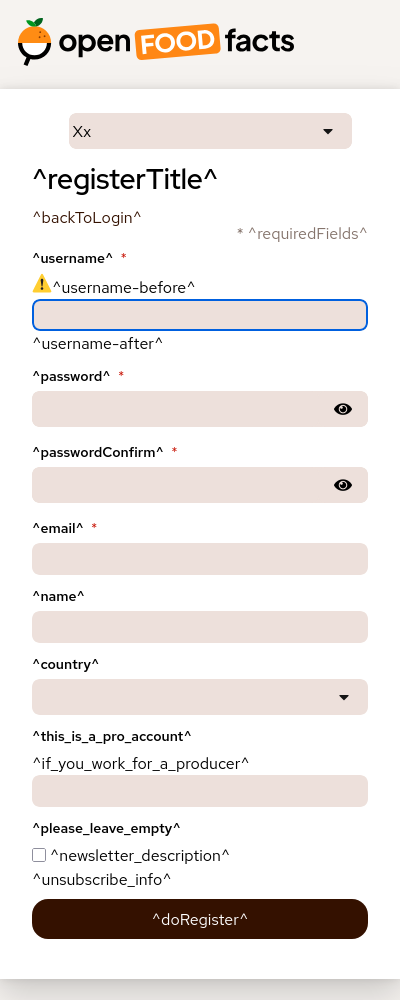 open FOOD facts
Xx
^registerTitle^
^backToLogin^
* ^requiredFields^
^username^ *
^username-before^
^username-after^
^password^ *
^passwordConfirm^ *
^email^ *
^name^
^country^
^this_is_a_pro_account^
^if_you_work_for_a_producer^
^please_leave_empty^
^newsletter_description^
^unsubscribe_info^
^doRegister^